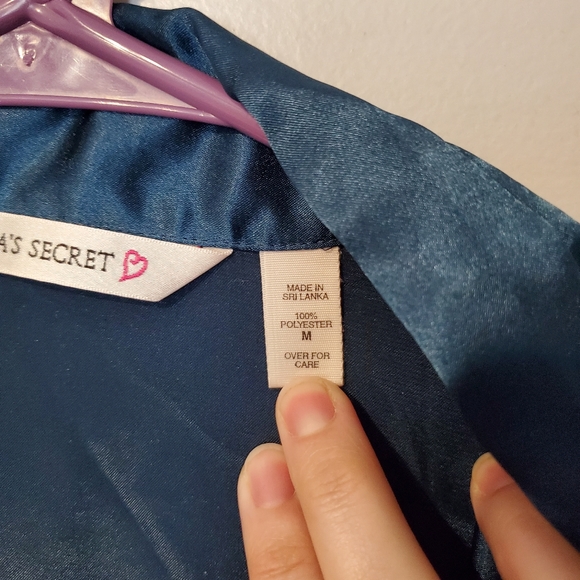 A'S SECRET
MADE IN
SRI LANKA
100%
POLYESTER
M
OVER FOR
CARE